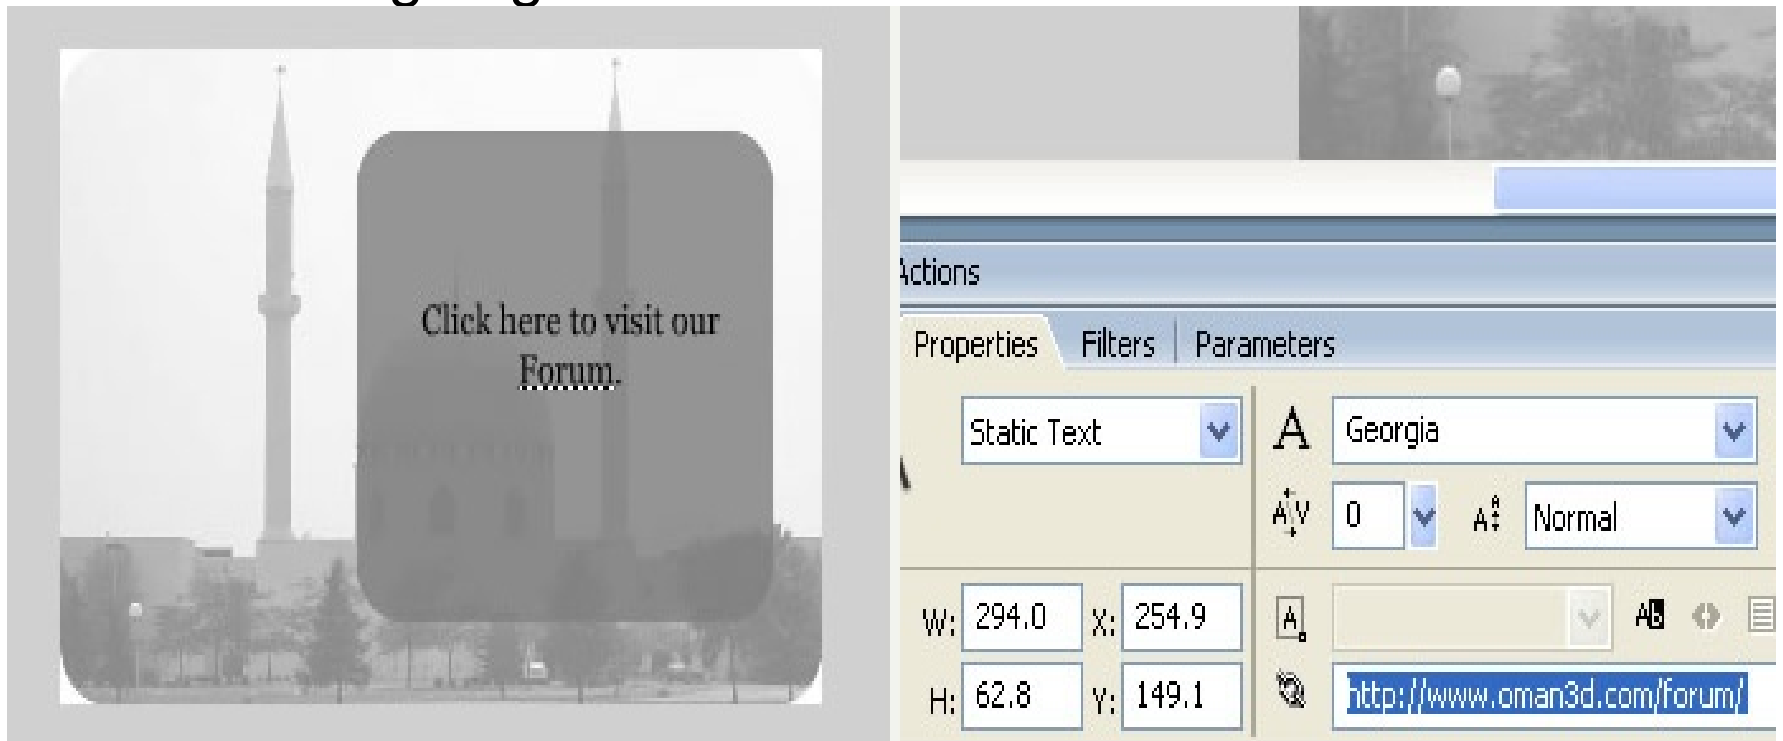 Click here to visit our
Forum.
Actions
Properties Filters Parameters
Static Text
A Georgia
A V 0 A Normal
W: 294.0 X: 254.9
H: 62.8 Y: 149.1
http://www.oman3d.com/forum/